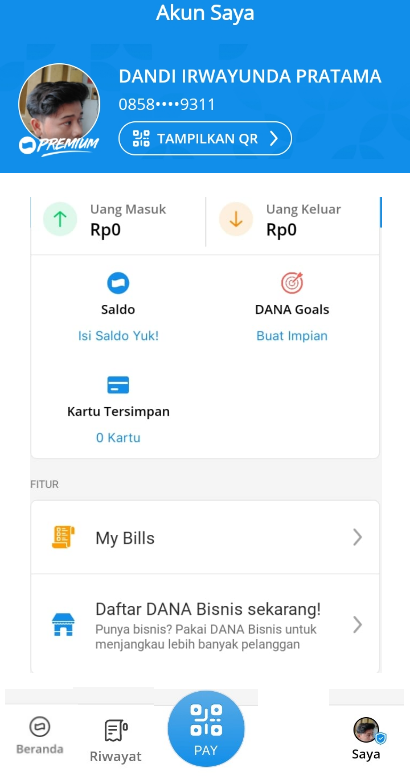 Akun Saya
DANDI IRWAYUNDA PRATAMA
0858••••9311
PREMIUM
TAMPILKAN QR
Uang Masuk
Rp0
Uang Keluar
Rp0
Saldo
Isi Saldo Yuk!
DANA Goals
Buat Impian
Kartu Tersimpan
0 Kartu
FITUR
My Bills
Daftar DANA Bisnis sekarang!
Punya bisnis? Pakai DANA Bisnis untuk
menjangkau lebih banyak pelanggan
Beranda
Riwayat
PAY
Saya